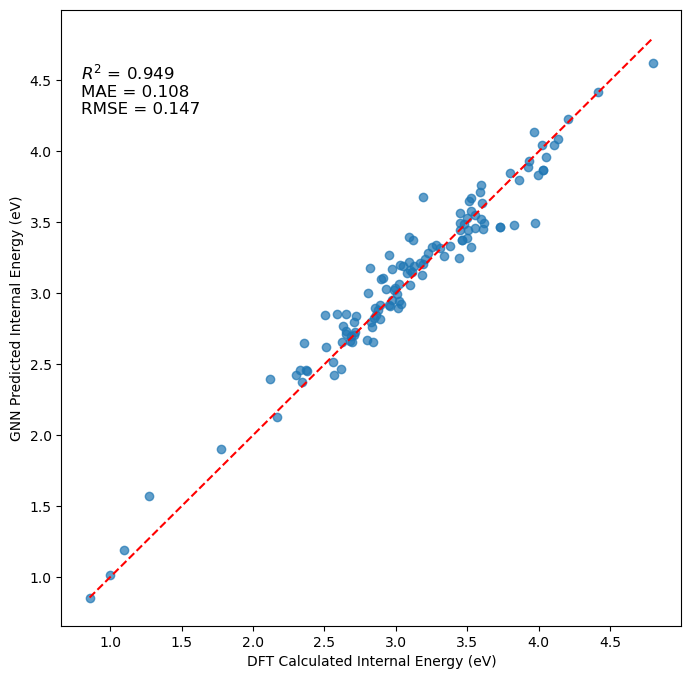 R² = 0.949
MAE = 0.108
RMSE = 0.147
4.5
4.0
3.5
3.0
2.5
2.0
1.5
1.0
GNN Predicted Internal Energy (eV)
1.0 1.5 2.0 2.5 3.0 3.5 4.0 4.5
DFT Calculated Internal Energy (eV)